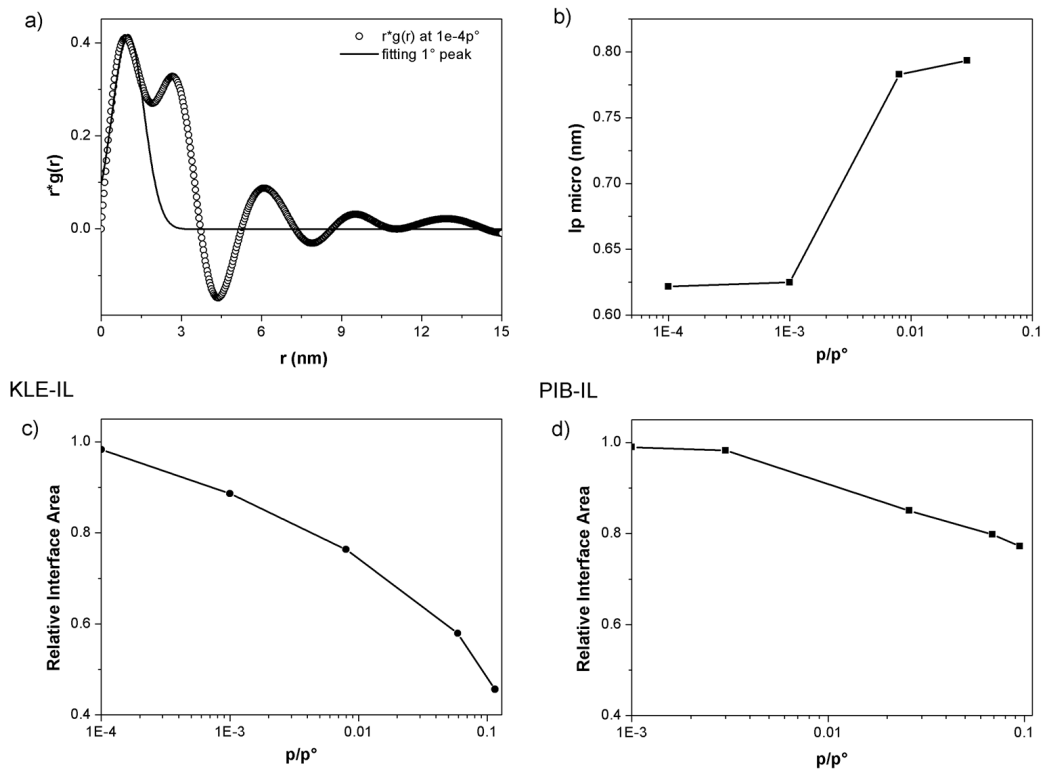 a)
r*g(r) at 1e-4p°
fitting 1° peak
0.4
0.2
0.0
r*g(r)
0
3
6
9
12
15
r (nm)
b)
0.80
0.75
0.70
0.65
0.60
lp micro (nm)
1E-4
1E-3
0.01
0.1
p/p°
KLE-IL
PIB-IL
c)
1.0
0.8
0.6
0.4
Relative Interface Area
1E-4
1E-3
0.01
0.1
p/p°
d)
1.0
0.8
0.6
0.4
Relative Interface Area
1E-3
0.01
0.1
p/p°